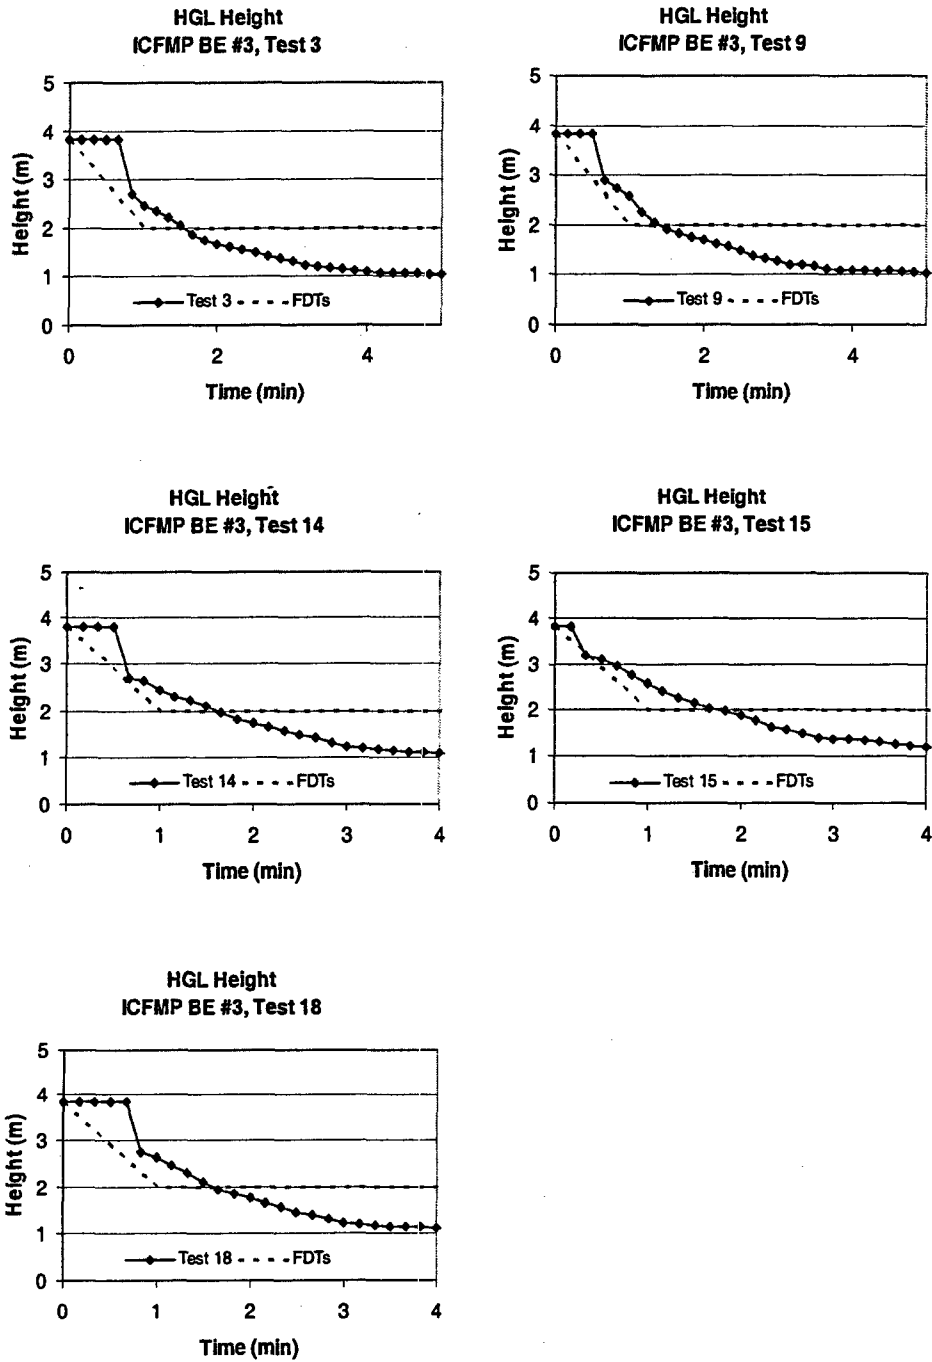 HGL Height
ICFMP BE #3, Test 3
5
4
3
2
1
0
Height (m)
Test 3
FDTs
0 2 4
Time (min)
HGL Height
ICFMP BE #3, Test 9
5
4
3
2
1
0
Height (m)
Test 9
FDTs
0 2 4
Time (min)
HGL Height
ICFMP BE #3, Test 14
5
4
3
2
1
0
Height (m)
Test 14
FDTs
0 1 2 3 4
Time (min)
HGL Height
ICFMP BE #3, Test 15
5
4
3
2
1
0
Height (m)
Test 15
FDTs
0 1 2 3 4
Time (min)
HGL Height
ICFMP BE #3, Test 18
5
4
3
2
1
0
Height (m)
Test 18
FDTs
0 1 2 3 4
Time (min)